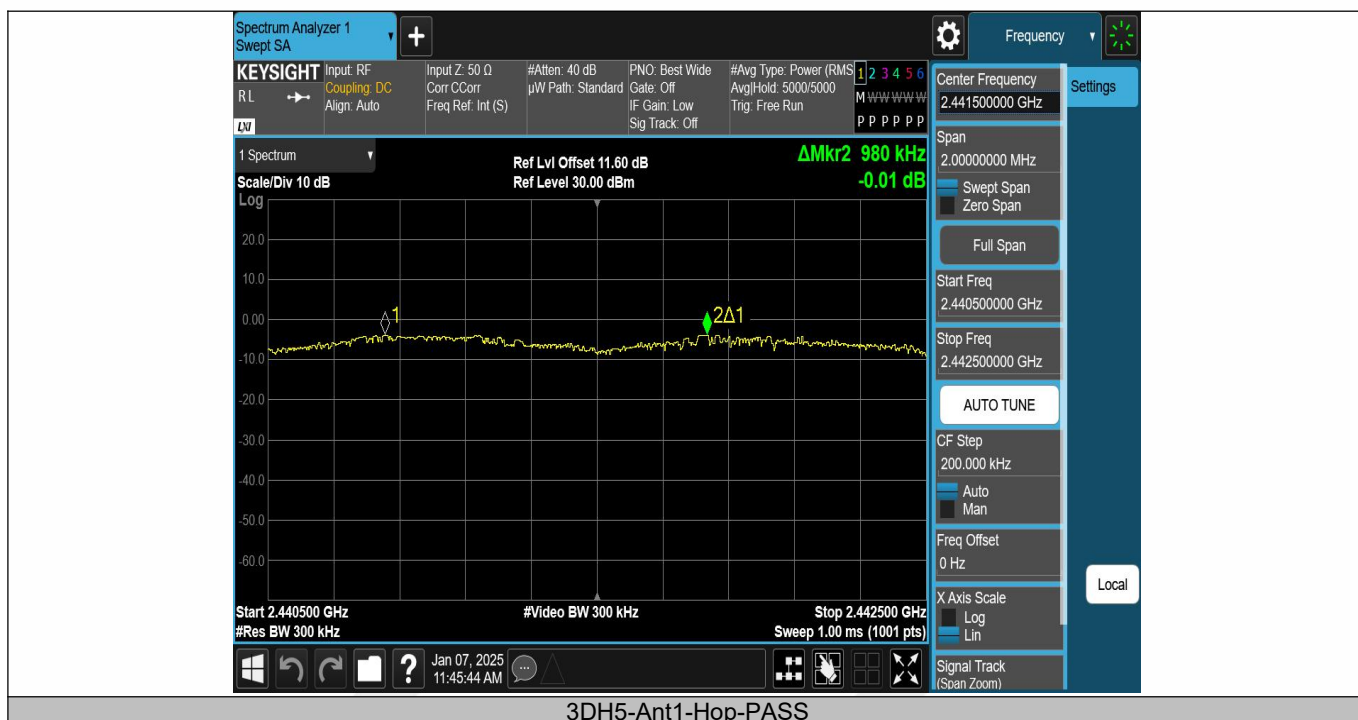 Spectrum Analyzer 1
Swept SA
+
Frequency
KEYSIGHT
RL
LXI
Input: RF
Coupling: DC
Align: Auto
Input Z: 50 Ω
Corr CCorr
Freq Ref: Int (S)
#Atten: 40 dB
µW Path: Standard
PNO: Best Wide
Gate: Off
IF Gain: Low
Sig Track: Off
#Avg Type: Power (RMS
Avg|Hold: 5000/5000
Trig: Free Run
1 2 3 4 5 6
M W W W W W
P P P P P P
1 Spectrum
Scale/Div 10 dB
Log
Ref Lvl Offset 11.60 dB
Ref Level 30.00 dBm
ΔMkr2 980 kHz
-0.01 dB
20.0
10.0
0.00
-10.0
-20.0
-30.0
-40.0
-50.0
-60.0
1
2Δ1
Start 2.440500 GHz
#Res BW 300 kHz
#Video BW 300 kHz
Stop 2.442500 GHz
Sweep 1.00 ms (1001 pts)
Center Frequency
2.441500000 GHz
Settings
Span
2.00000000 MHz
Swept Span
Zero Span
Full Span
Start Freq
2.440500000 GHz
Stop Freq
2.442500000 GHz
AUTO TUNE
CF Step
200.000 kHz
Auto
Man
Freq Offset
0 Hz
X Axis Scale
Log
Lin
Local
Signal Track
(Span Zoom)
?
Jan 07, 2025
11:45:44 AM
3DH5-Ant1-Hop-PASS